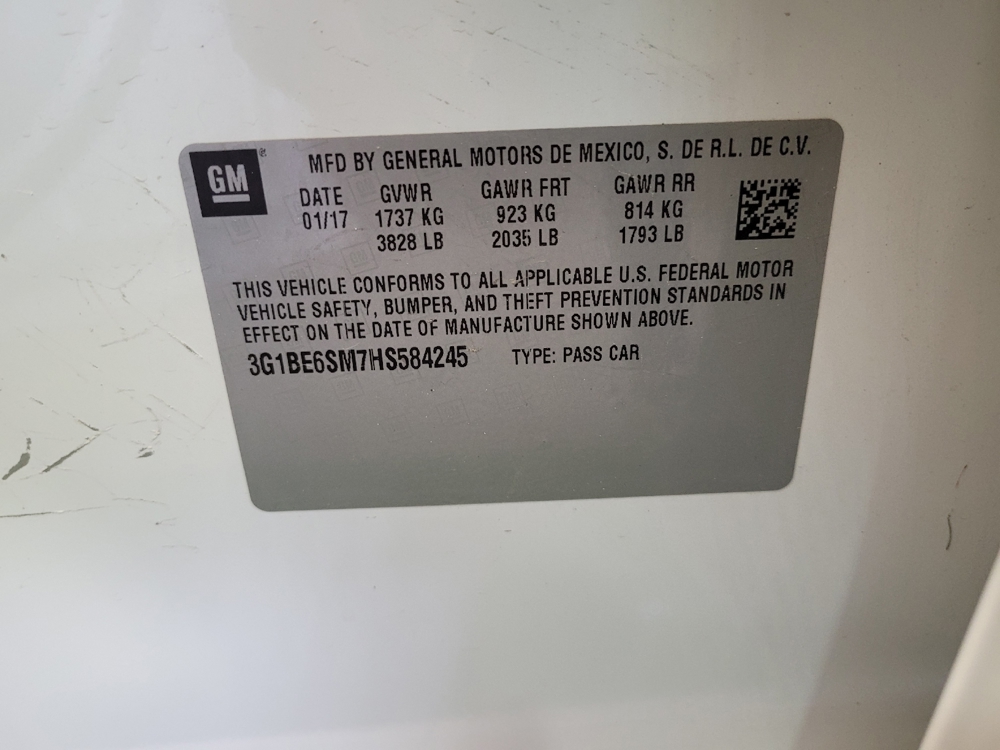 GM
MFD BY GENERAL MOTORS DE MEXICO, S. DE R.L. DE C.V.
DATE GVWR GAWR FRT GAWR RR
01/17 1737 KG 923 KG 814 KG
3828 LB 2035 LB 1793 LB
THIS VEHICLE CONFORMS TO ALL APPLICABLE U.S. FEDERAL MOTOR
VEHICLE SAFETY, BUMPER, AND THEFT PREVENTION STANDARDS IN
EFFECT ON THE DATE OF MANUFACTURE SHOWN ABOVE.
3G1BE6SM7HS584245 TYPE: PASS CAR